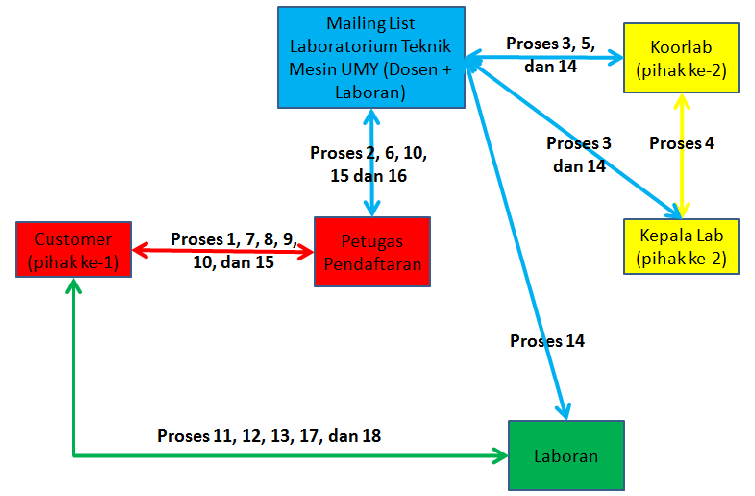 Mailing List
Laboratorium Teknik
Mesin UMY (Dosen +
Laboran)
Proses 3, 5,
dan 14
Koorlab
(pihak ke-2)
Proses 2, 6, 10,
15 dan 16
Proses 3
dan 14
Proses 4
Customer
(pihak ke-1)
Proses 1, 7, 8, 9,
10, dan 15
Petugas
Pendaftaran
Kepala Lab
(pihak ke-2)
Proses 14
Proses 11, 12, 13, 17, dan 18
Laboran